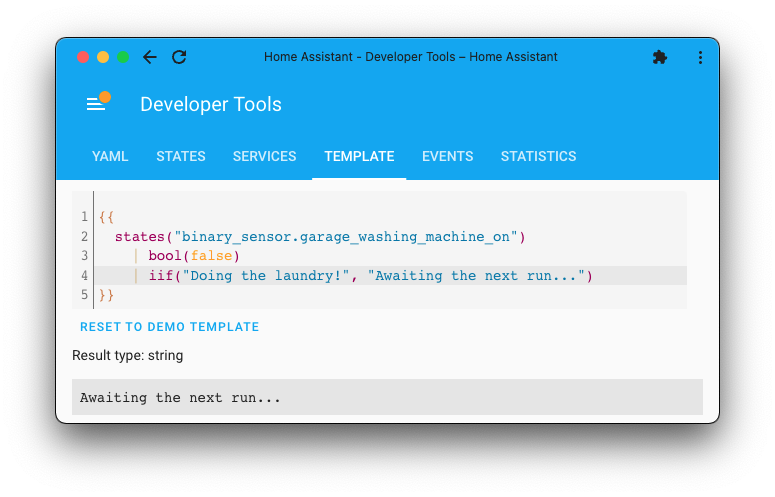 Home Assistant - Developer Tools – Home Assistant
Developer Tools
YAML STATES SERVICES TEMPLATE EVENTS STATISTICS
1 {{
2 states("binary_sensor.garage_washing_machine_on")
3 | bool(false)
4 | iif("Doing the laundry!", "Awaiting the next run...")
5 }}
RESET TO DEMO TEMPLATE
Result type: string
Awaiting the next run...